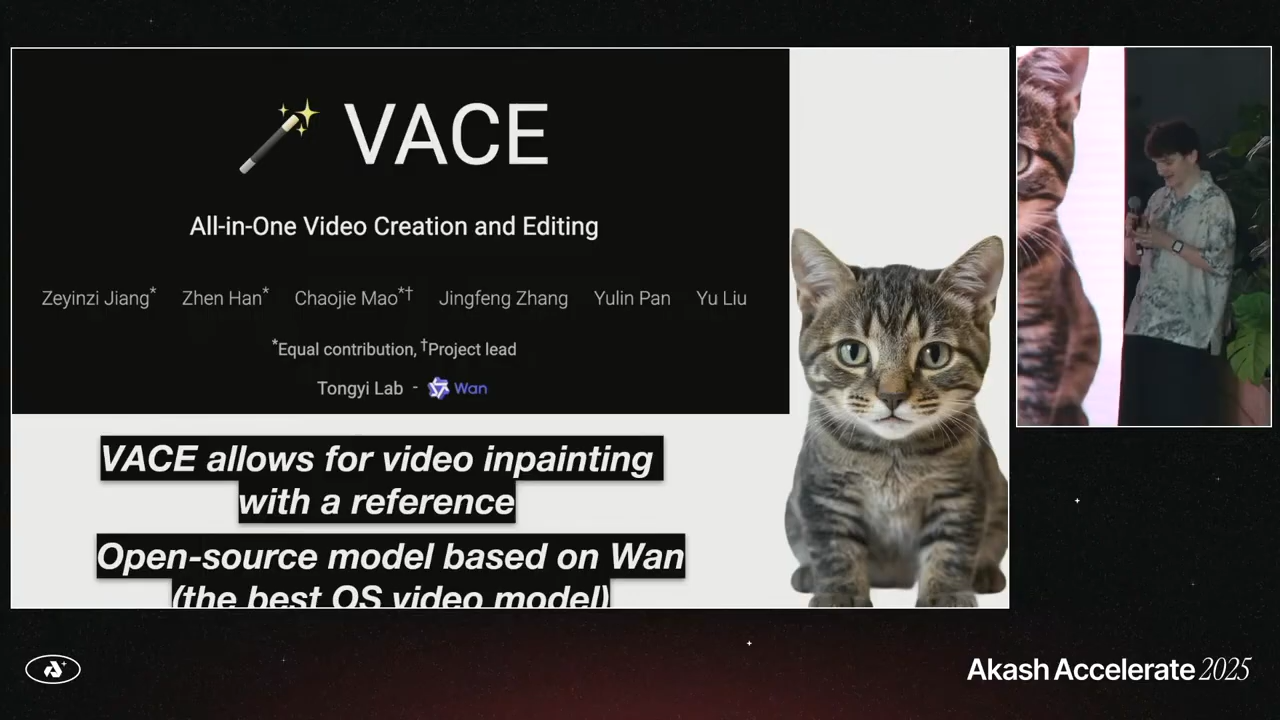 VACE
All-in-One Video Creation and Editing
Zeyinzi Jiang* Zhen Han* Chaojie Mao*† Jingfeng Zhang Yulin Pan Yu Liu
*Equal contribution, †Project lead
Tongyi Lab - Wan
VACE allows for video inpainting
with a reference
Open-source model based on Wan
(the best OS video model)
Akash Accelerate 2025